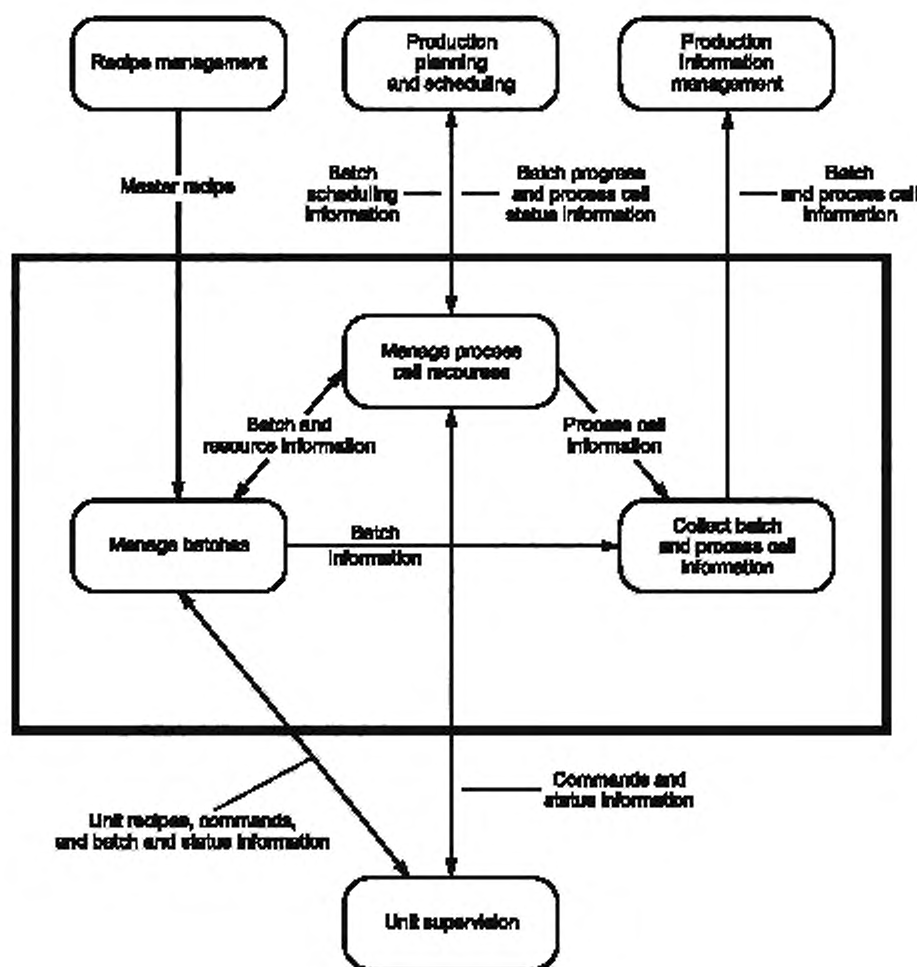 Recipe management
Production
planning
and scheduling
Production
information
management
Master recipe
Batch
scheduling
information
Batch progress
and process cell
status information
Batch
and process cell
information
Manage process
cell recourses
Batch and
resource information
Process cell
information
Manage batches
Batch
information
Collect batch
and process cell
information
Commands and
status information
Unit recipes, commands,
and batch and status information
Unit supervision